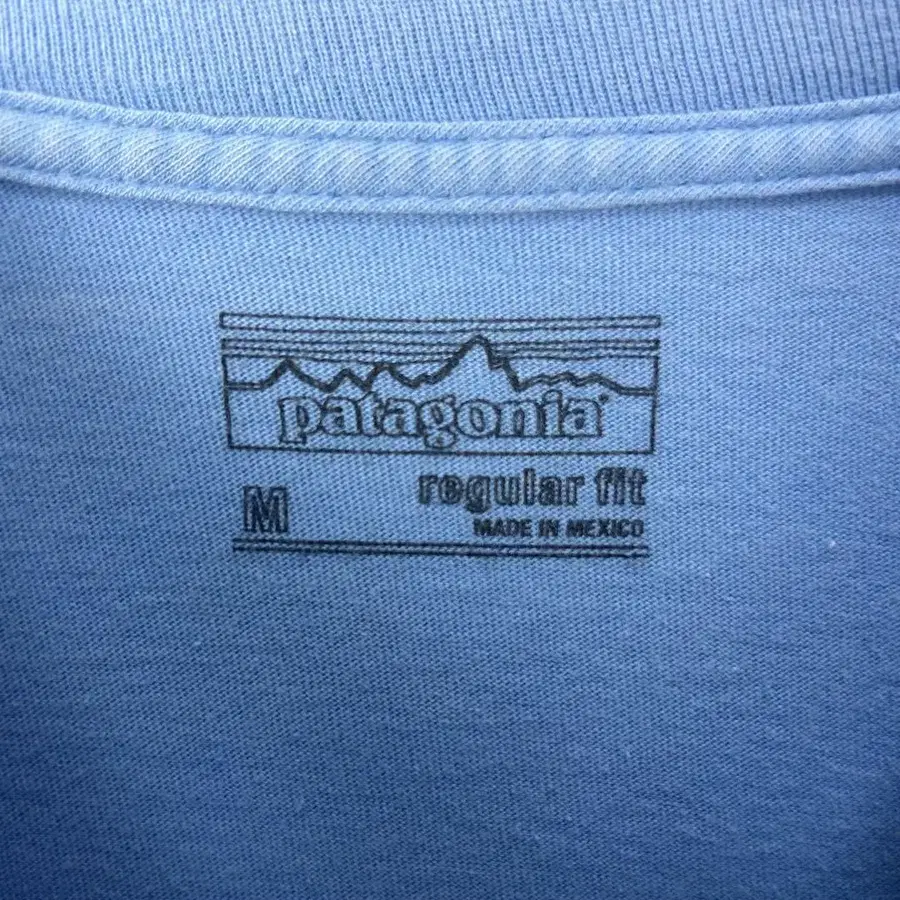 patagonia®
M
regular fit
MADE IN MEXICO